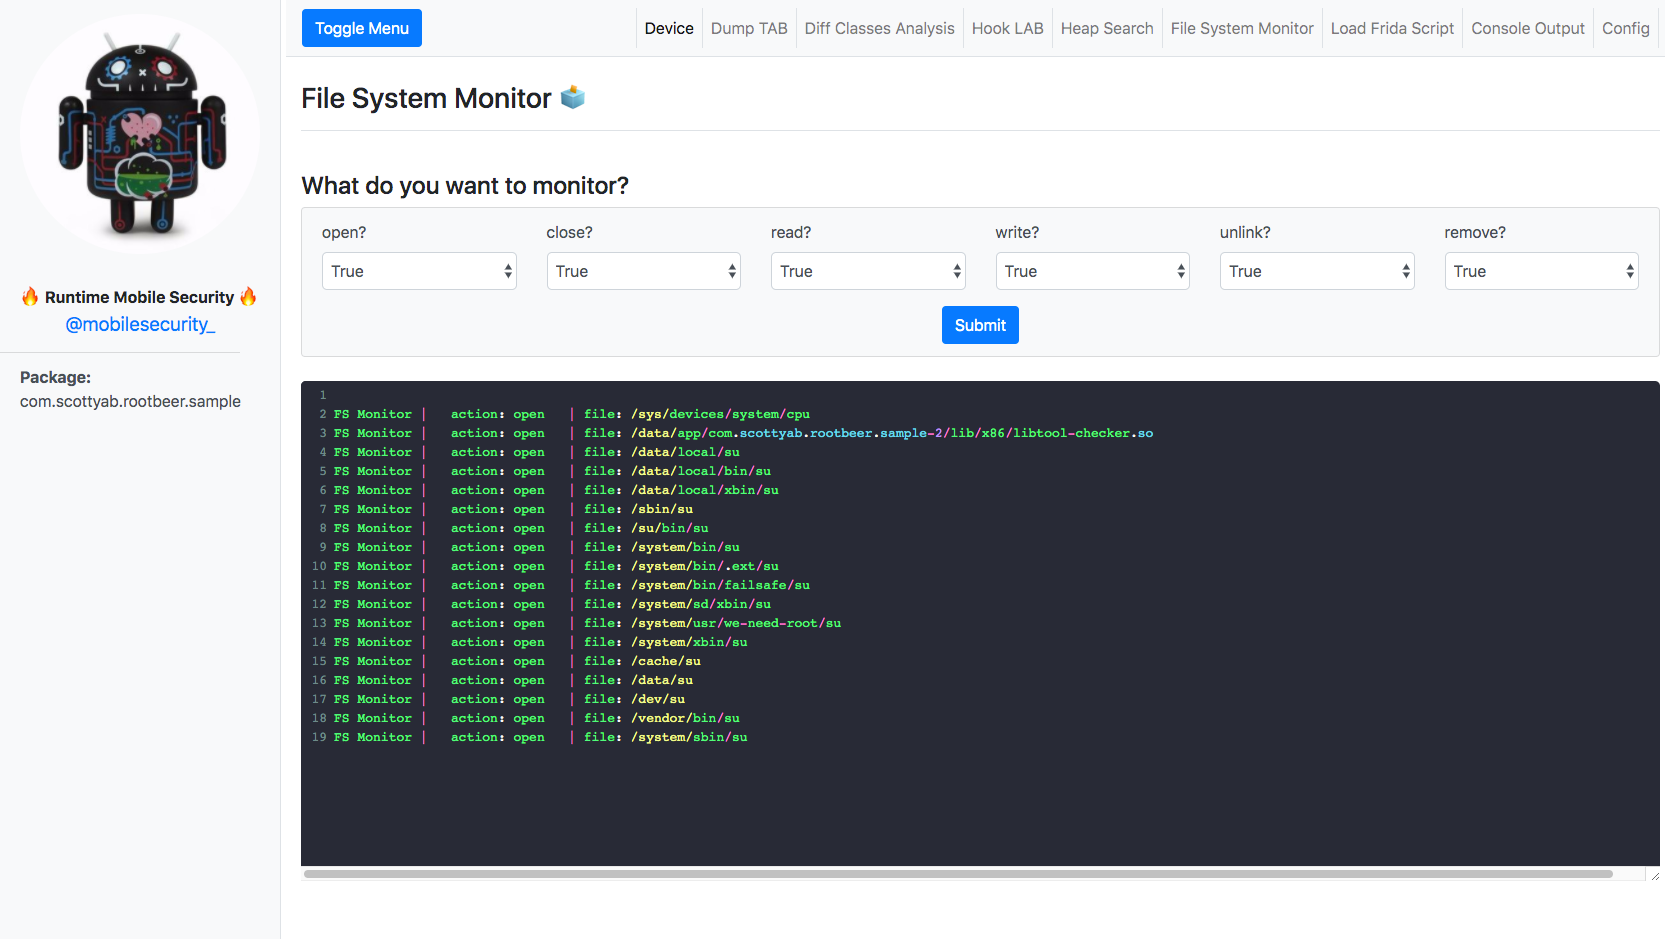 Toggle Menu
Device
Dump TAB
Diff Classes Analysis
Hook LAB
Heap Search
File System Monitor
Load Frida Script
Console Output
Config
🔥 Runtime Mobile Security 🔥
@mobilesecurity_
Package:
com.scottyab.rootbeer.sample
File System Monitor
What do you want to monitor?
open? close? read? write? unlink? remove?
True True True True True True
Submit
1
2 FS Monitor | action: open | file: /sys/devices/system/cpu
3 FS Monitor | action: open | file: /data/app/com.scottyab.rootbeer.sample-2/lib/x86/libtool-checker.so
4 FS Monitor | action: open | file: /data/local/su
5 FS Monitor | action: open | file: /data/local/bin/su
6 FS Monitor | action: open | file: /data/local/xbin/su
7 FS Monitor | action: open | file: /sbin/su
8 FS Monitor | action: open | file: /su/bin/su
9 FS Monitor | action: open | file: /system/bin/su
10 FS Monitor | action: open | file: /system/bin/.ext/su
11 FS Monitor | action: open | file: /system/bin/failsafe/su
12 FS Monitor | action: open | file: /system/sd/xbin/su
13 FS Monitor | action: open | file: /system/usr/we-need-root/su
14 FS Monitor | action: open | file: /system/xbin/su
15 FS Monitor | action: open | file: /cache/su
16 FS Monitor | action: open | file: /data/su
17 FS Monitor | action: open | file: /dev/su
18 FS Monitor | action: open | file: /vendor/bin/su
19 FS Monitor | action: open | file: /system/sbin/su